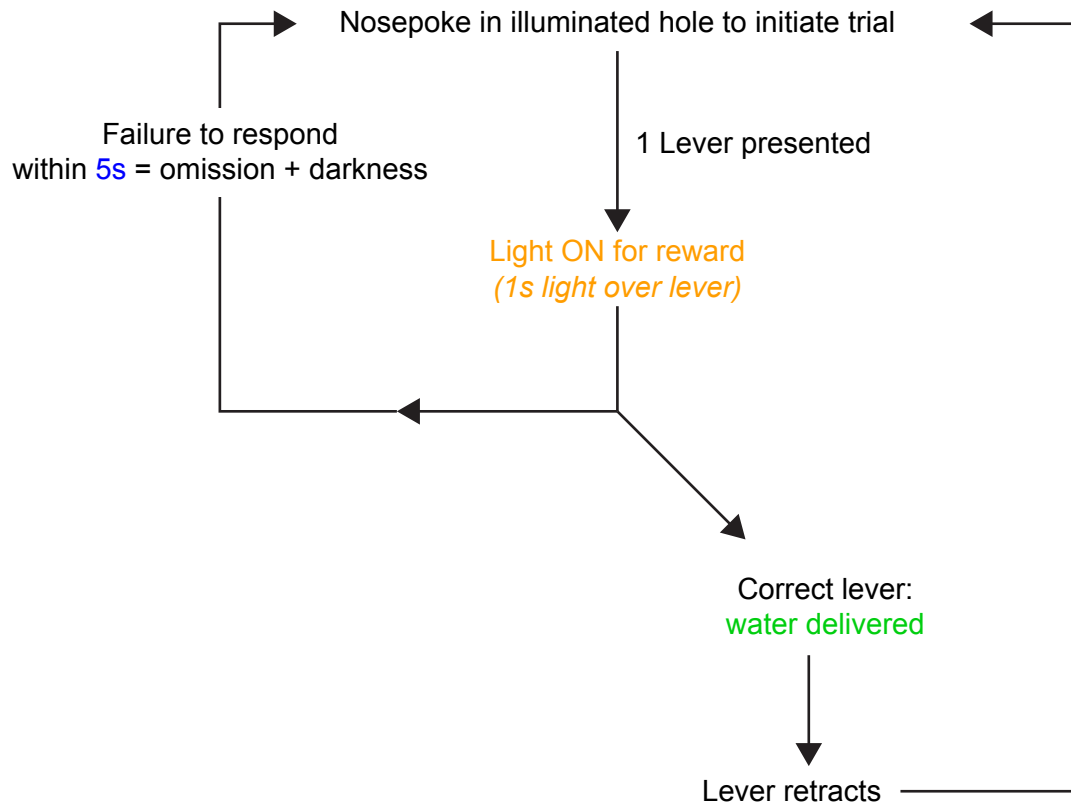 Nosepoke in illuminated hole to initiate trial
Failure to respond
within 5s = omission + darkness
1 Lever presented
Light ON for reward
(1s light over lever)
Correct lever:
water delivered
Lever retracts